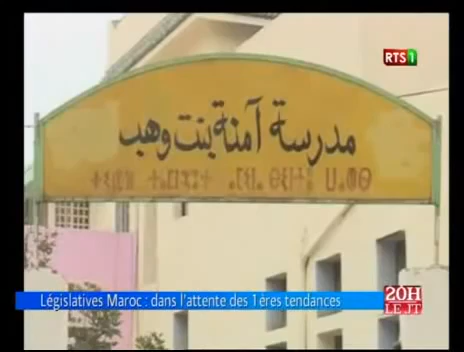 RTS1
مدرسة آمنة بنت وهب
Législatives Maroc : dans l'attente des 1ères tendances
20H
LE JT